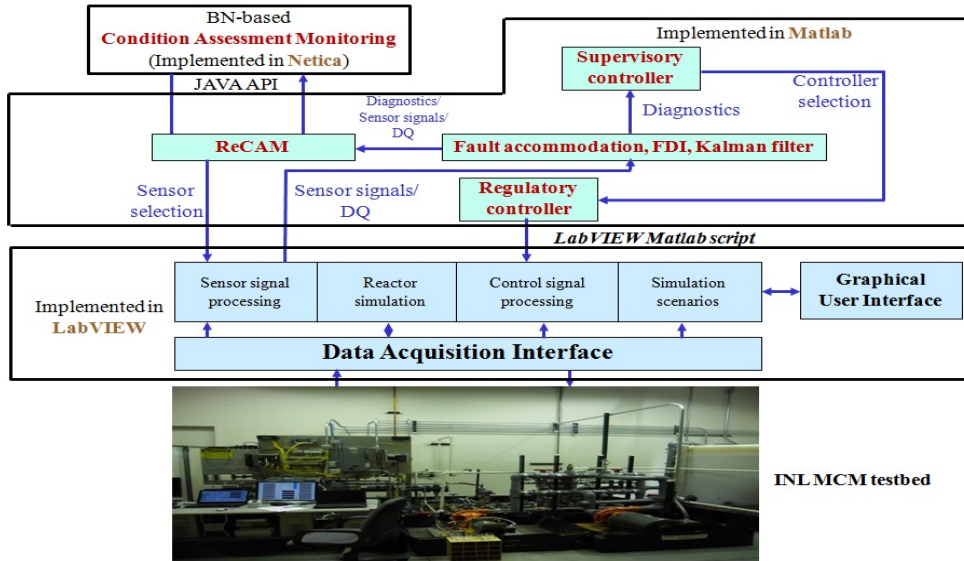 BN-based
Condition Assessment Monitoring
(Implemented in Netica)
JAVA API
Implemented in Matlab
Supervisory
controller
Controller
selection
Diagnostics/
Sensor signals/
DQ
Diagnostics
ReCAM
Fault accommodation, FDI, Kalman filter
Sensor
selection
Sensor signals/
DQ
Regulatory
controller
LabVIEW Matlab script
Implemented in
LabVIEW
Sensor signal
processing
Reactor
simulation
Control signal
processing
Simulation
scenarios
Graphical
User Interface
Data Acquisition Interface
INL MCM testbed